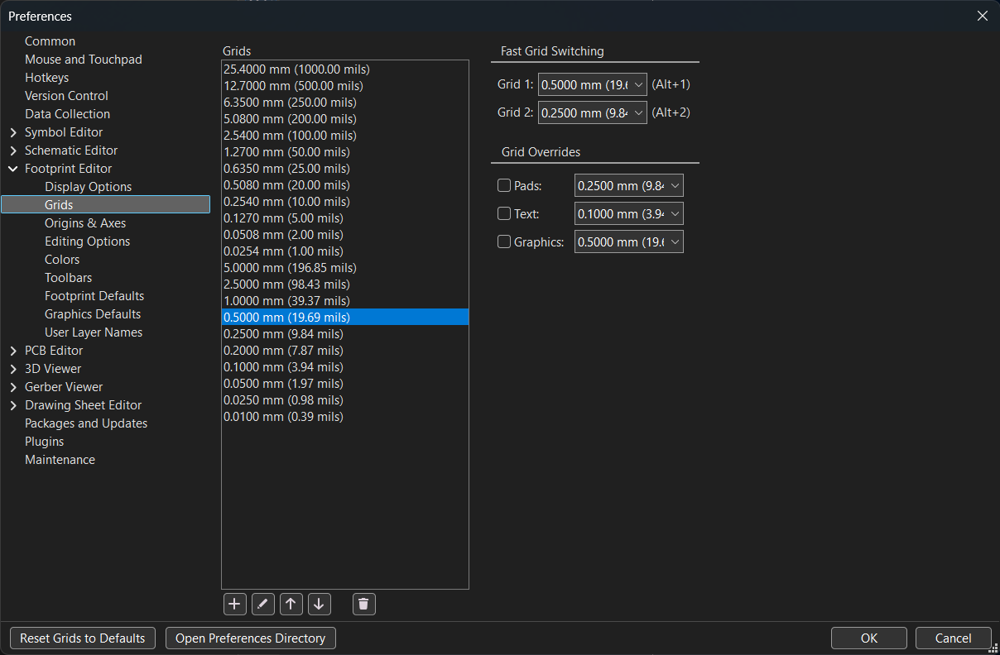 Preferences
Common
Mouse and Touchpad
Hotkeys
Version Control
Data Collection
Symbol Editor
Schematic Editor
Footprint Editor
Display Options
Grids
Origins & Axes
Editing Options
Colors
Toolbars
Footprint Defaults
Graphics Defaults
User Layer Names
PCB Editor
3D Viewer
Gerber Viewer
Drawing Sheet Editor
Packages and Updates
Plugins
Maintenance
Grids
25.4000 mm (1000.00 mils)
12.7000 mm (500.00 mils)
6.3500 mm (250.00 mils)
5.0800 mm (200.00 mils)
2.5400 mm (100.00 mils)
1.2700 mm (50.00 mils)
0.6350 mm (25.00 mils)
0.5080 mm (20.00 mils)
0.2540 mm (10.00 mils)
0.1270 mm (5.00 mils)
0.0508 mm (2.00 mils)
0.0254 mm (1.00 mils)
5.0000 mm (196.85 mils)
2.5000 mm (98.43 mils)
1.0000 mm (39.37 mils)
0.5000 mm (19.69 mils)
0.2500 mm (9.84 mils)
0.2000 mm (7.87 mils)
0.1000 mm (3.94 mils)
0.0500 mm (1.97 mils)
0.0250 mm (0.98 mils)
0.0100 mm (0.39 mils)
Fast Grid Switching
Grid 1: 0.5000 mm (19.6 (Alt+1)
Grid 2: 0.2500 mm (9.84 (Alt+2)
Grid Overrides
Pads: 0.2500 mm (9.84
Text: 0.1000 mm (3.94
Graphics: 0.5000 mm (19.6
Reset Grids to Defaults
Open Preferences Directory
OK
Cancel